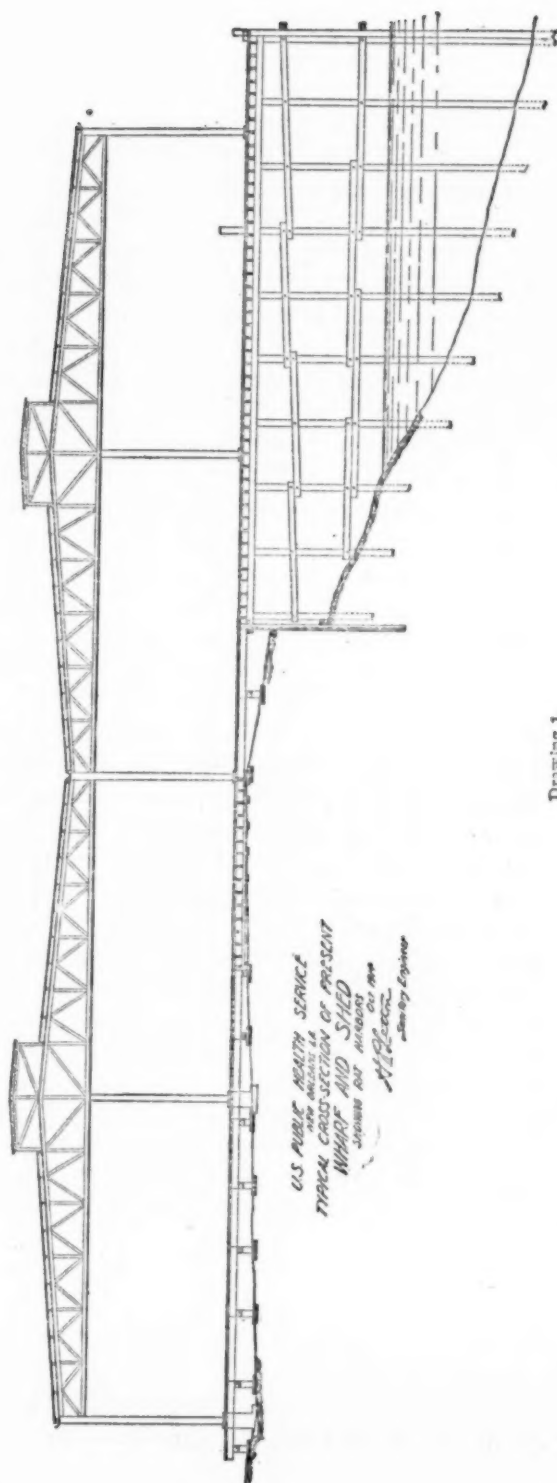 U.S. PUBLIC HEALTH SERVICE
NEW ORLEANS LA
TYPICAL CROSS-SECTION OF PRESENT
WHARF AND SHED
SHOWING RAT HARBORS
Sanitary Engineer
Drawing 1